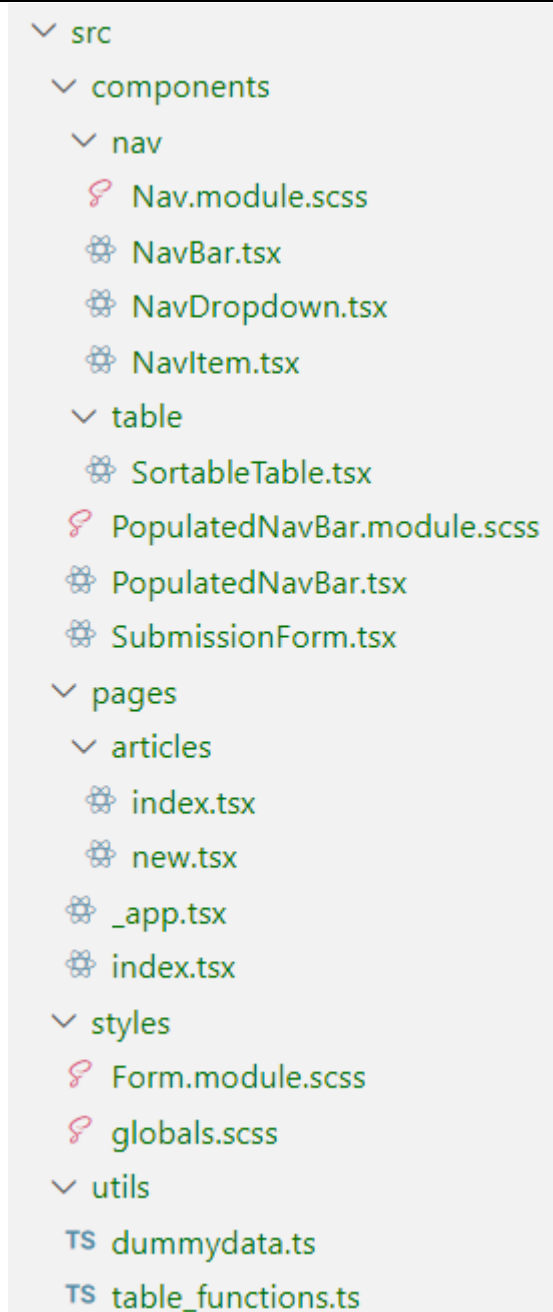 src
components
nav
Nav.module.scss
NavBar.tsx
NavDropdown.tsx
NavItem.tsx
table
SortableTable.tsx
PopulatedNavBar.module.scss
PopulatedNavBar.tsx
SubmissionForm.tsx
pages
articles
index.tsx
new.tsx
_app.tsx
index.tsx
styles
Form.module.scss
globals.scss
utils
TS dummydata.ts
TS table_functions.ts